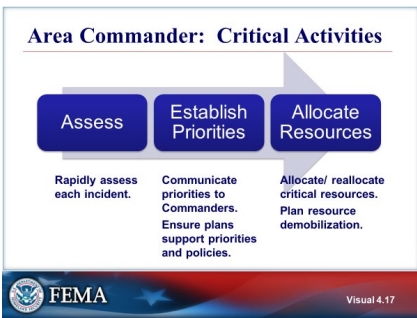 Area Commander: Critical Activities
Assess
Establish
Priorities
Allocate
Resources
Rapidly assess
each incident.
Communicate
priorities to
Commanders.
Ensure plans
support priorities
and policies.
Allocate/ reallocate
critical resources.
Plan resource
demobilization.
FEMA
Visual 4.17